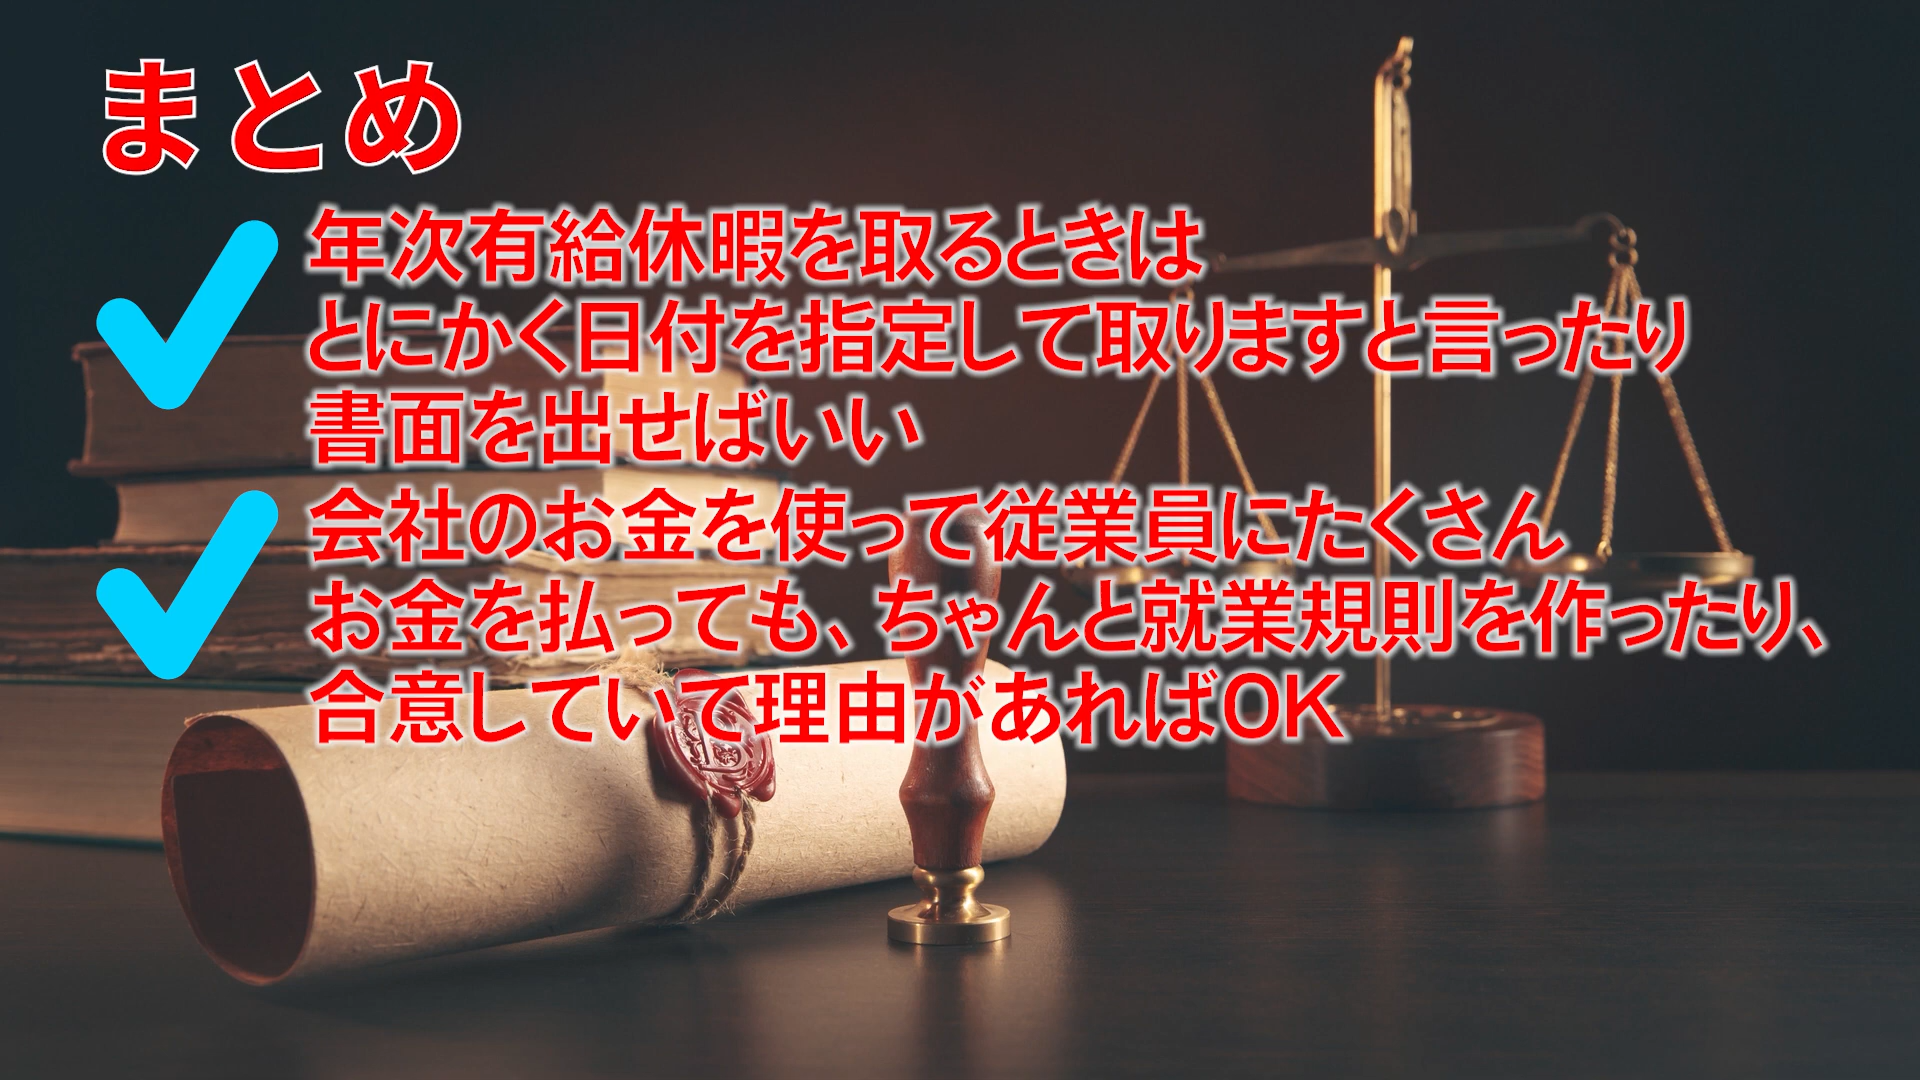 まとめ
年次有給休暇を取るときは
とにかく日付を指定して取りますと言ったり
書面を出せばいい
会社のお金を使って従業員にたくさん
お金を払っても、ちゃんと就業規則を作ったり、
合意していて理由があればOK